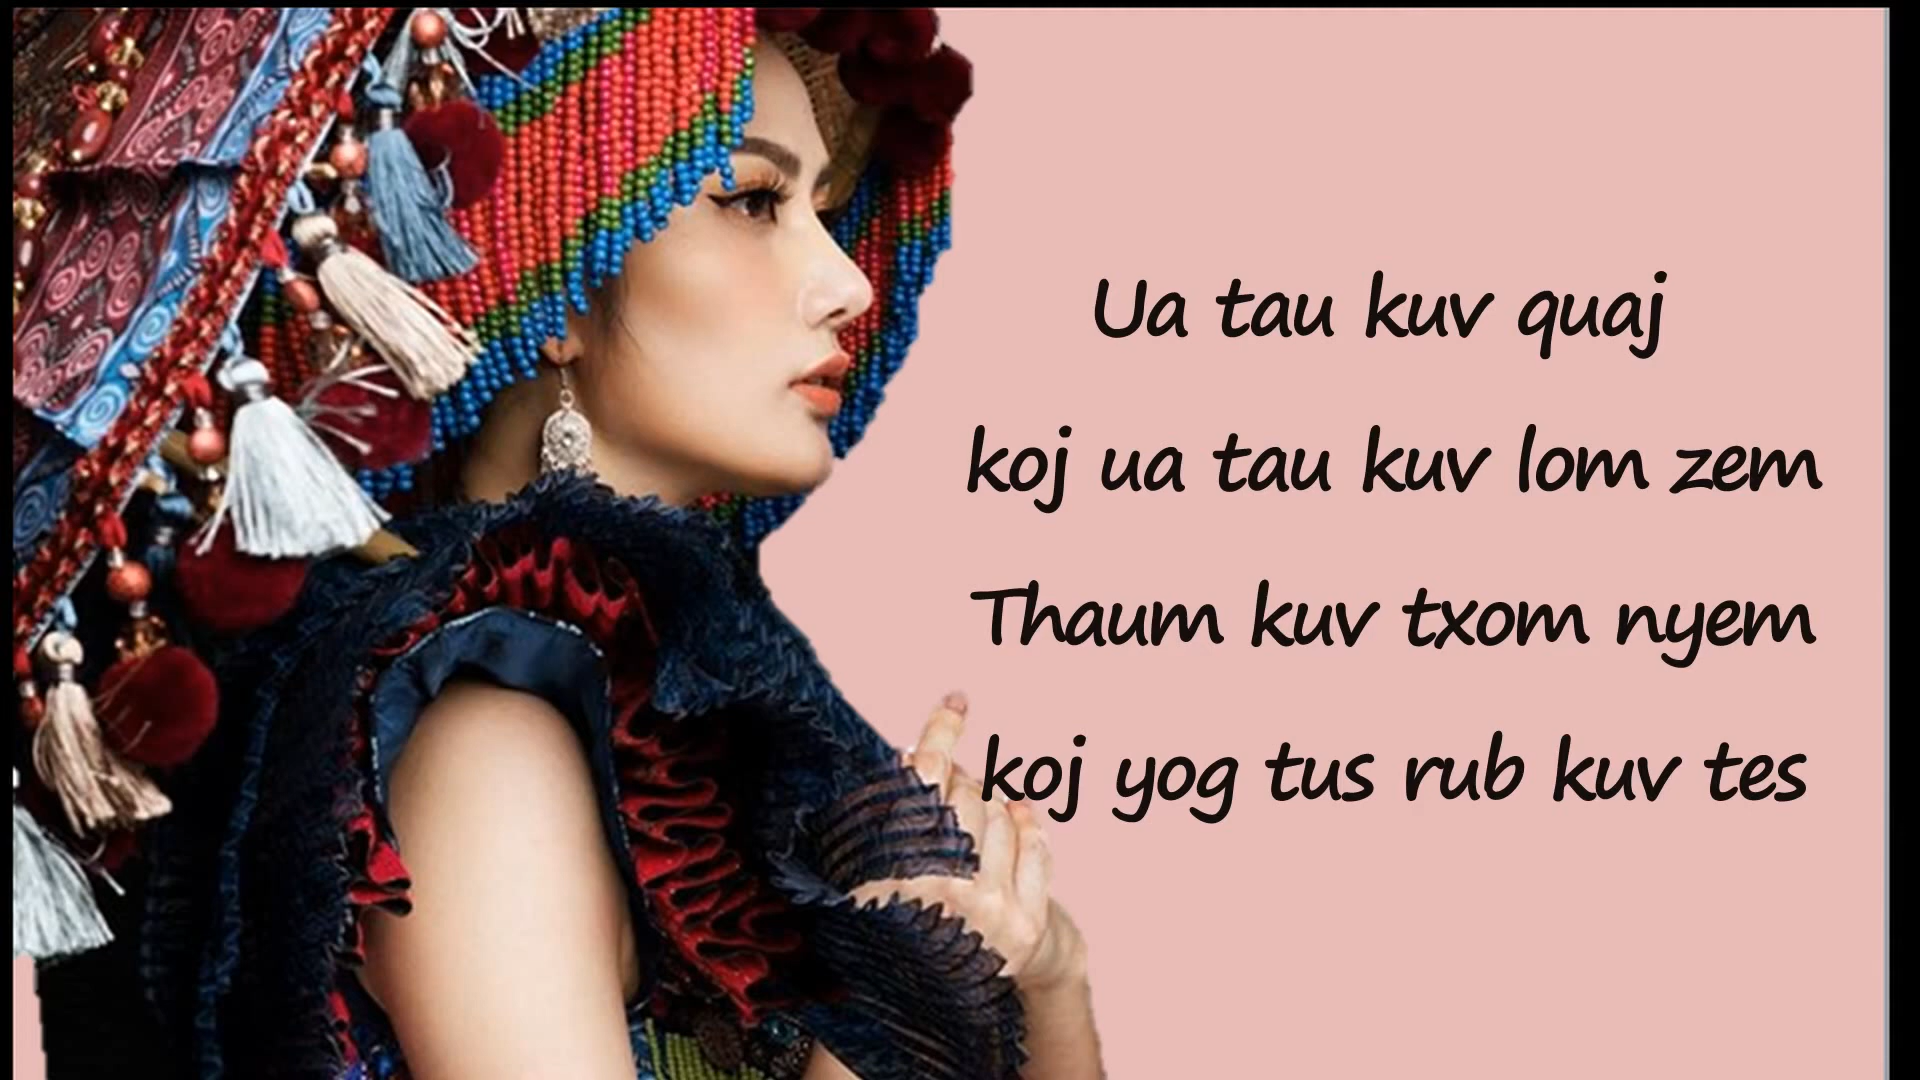 Ua tau kuv quaj
koj ua tau kuv lom zem
Thaum kuv txom nyem
koj yog tus rub kuv tes